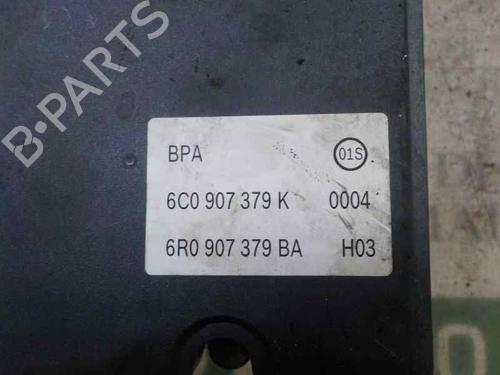 B-PARTS
BPA 01S
6C0 907 379 K 0004
6R0 907 379 BA H03